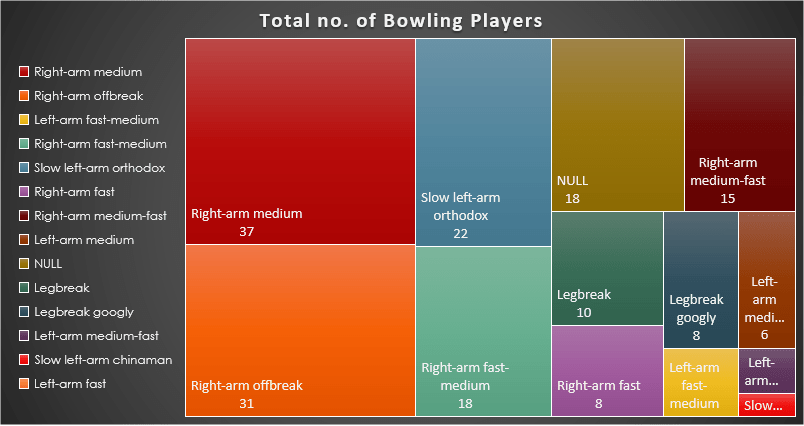 Total no. of Bowling Players
Right-arm medium
Right-arm offbreak
Left-arm fast-medium
Right-arm fast-medium
Slow left-arm orthodox
Right-arm fast
Right-arm medium-fast
Left-arm medium
NULL
Legbreak
Legbreak googly
Left-arm medium-fast
Slow left-arm chinaman
Left-arm fast
Right-arm medium
37
Right-arm offbreak
31
Slow left-arm
orthodox
22
Right-arm fast-
medium
18
NULL
18
Right-arm
medium-fast
15
Legbreak
10
Right-arm fast
8
Legbreak
googly
8
Left-arm
fast-
medium
Left-
arm
medi...
6
Left-
arm...
Slow...